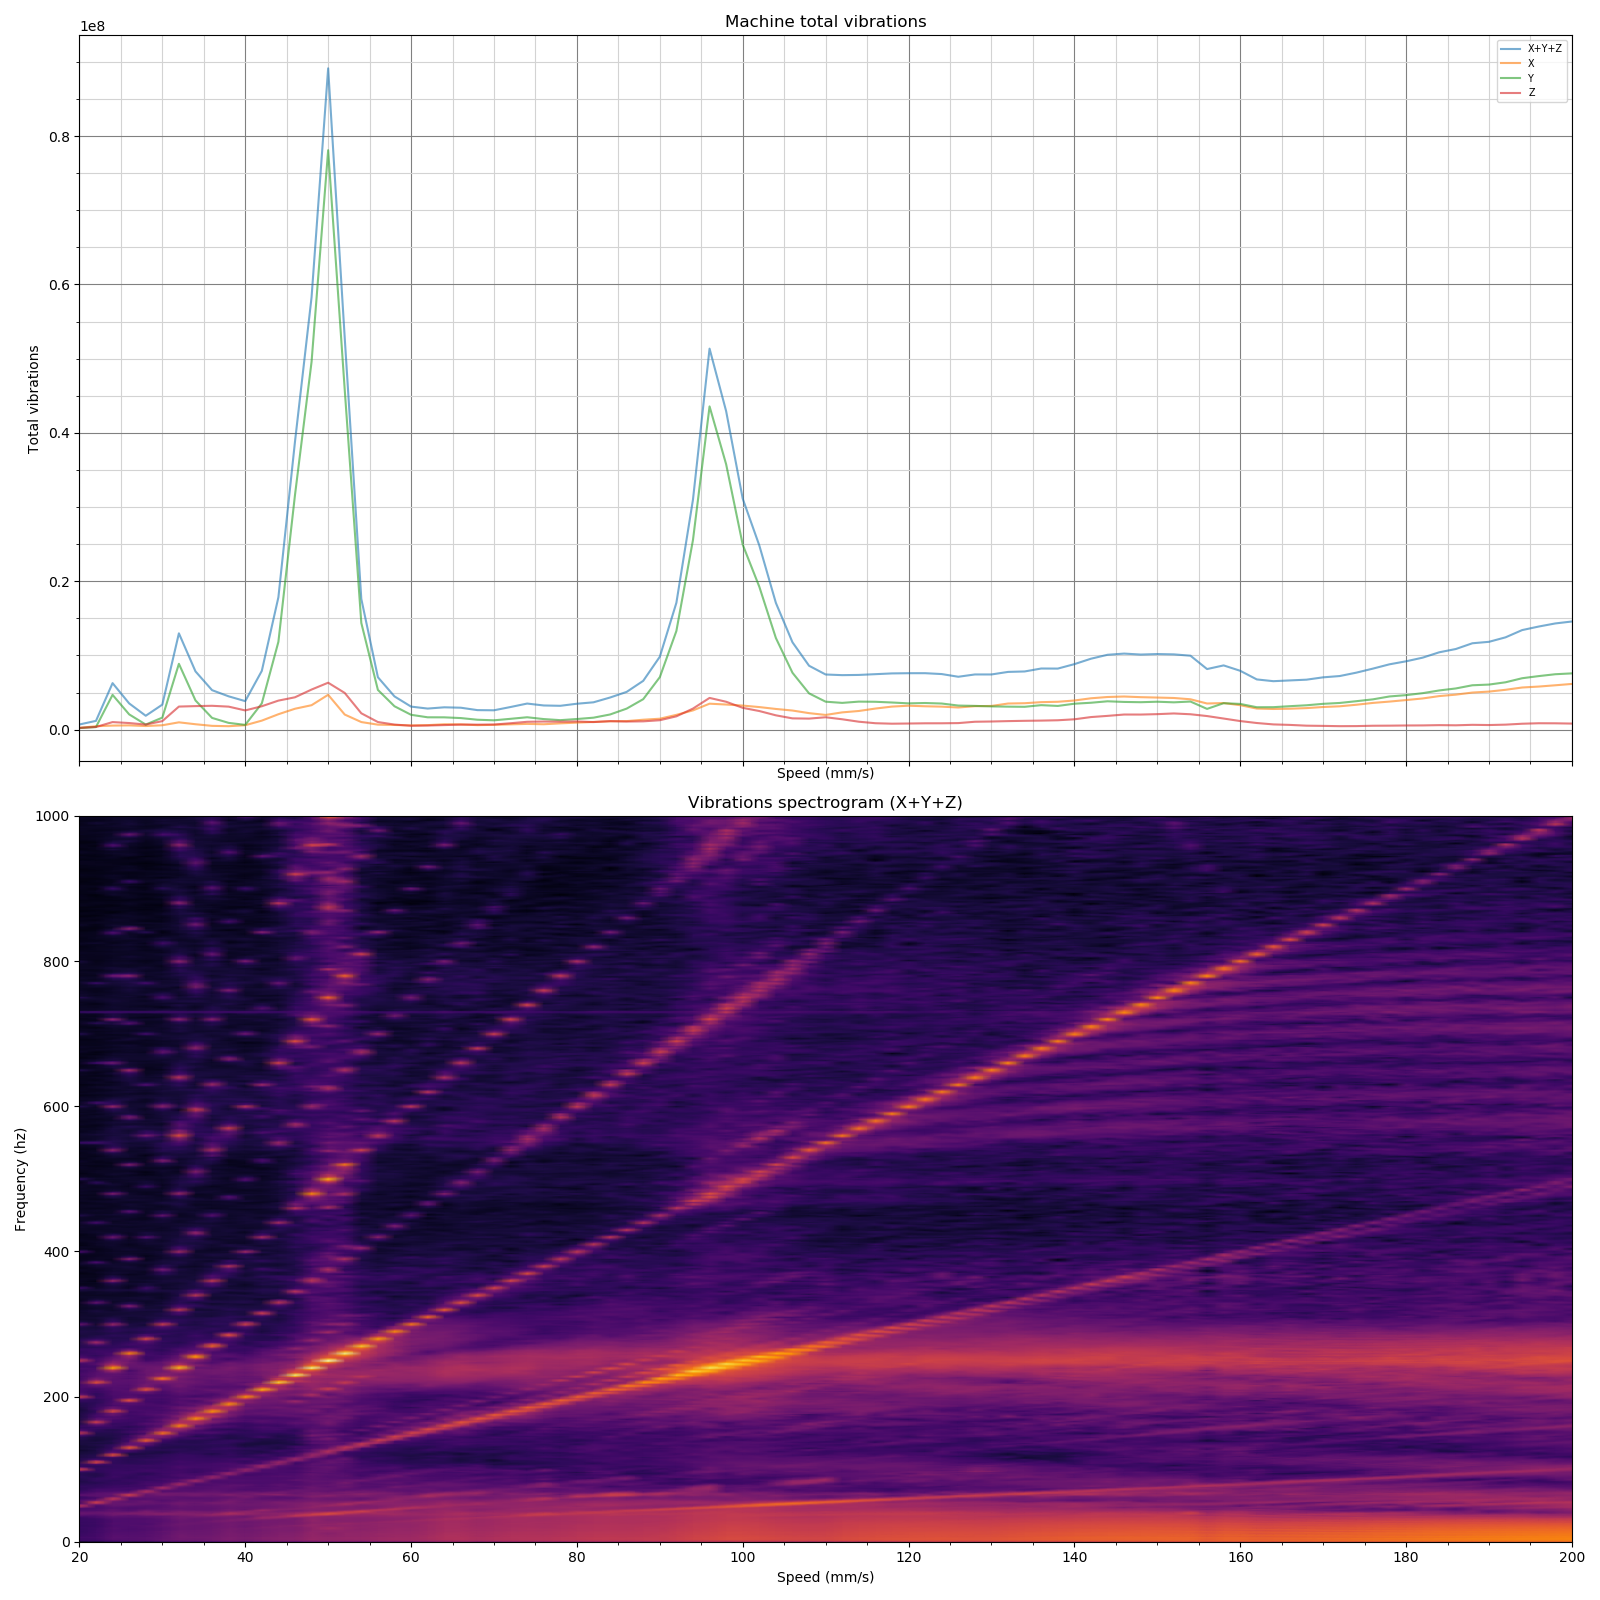 Machine total vibrations
1e8
X+Y+Z
X
Y
Z
0.8
0.6
0.4
0.2
0.0
Total vibrations
Speed (mm/s)
Vibrations spectrogram (X+Y+Z)
1000
800
600
400
200
0
Frequency (hz)
20 40 60 80 100 120 140 160 180 200
Speed (mm/s)